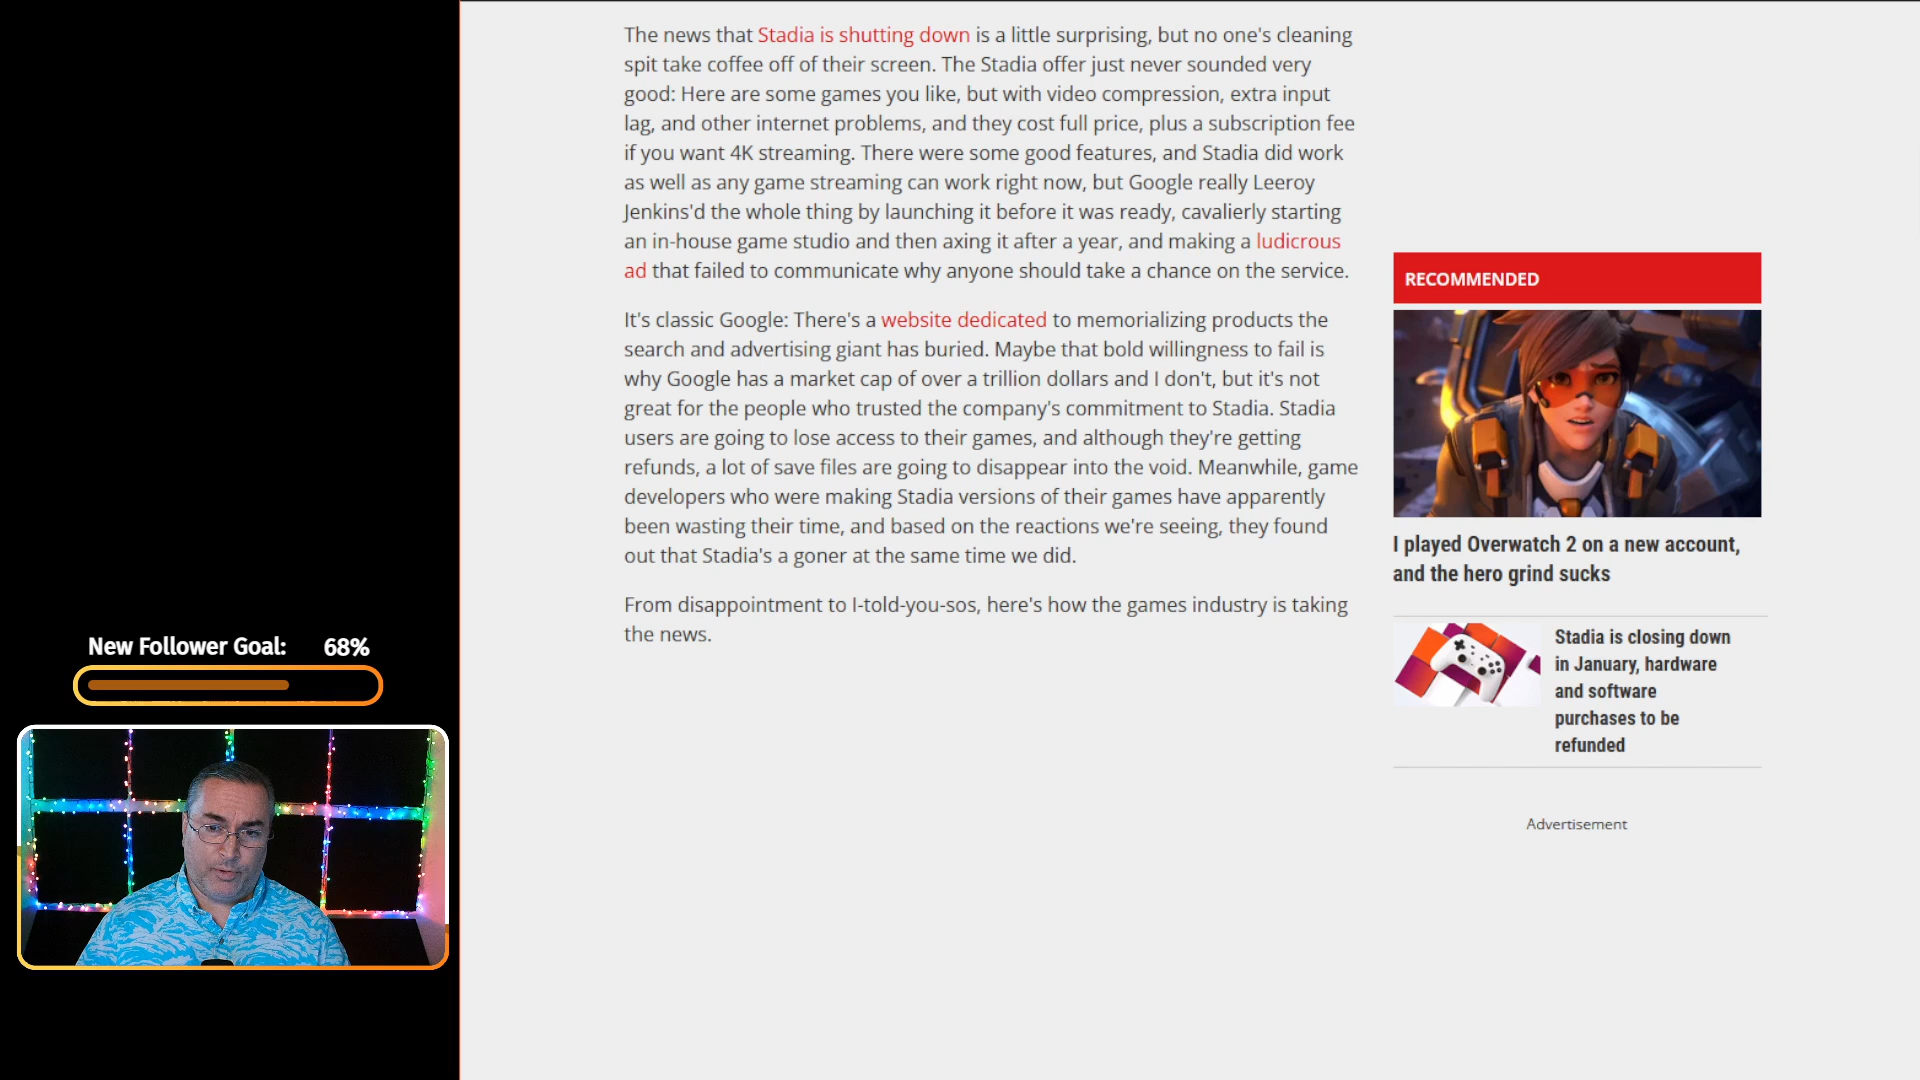 The news that Stadia is shutting down is a little surprising, but no one's cleaning
spit take coffee off of their screen. The Stadia offer just never sounded very
good: Here are some games you like, but with video compression, extra input
lag, and other internet problems, and they cost full price, plus a subscription fee
if you want 4K streaming. There were some good features, and Stadia did work
as well as any game streaming can work right now, but Google really Leeroy
Jenkins'd the whole thing by launching it before it was ready, cavalierly starting
an in-house game studio and then axing it after a year, and making a ludicrous
ad that failed to communicate why anyone should take a chance on the service.
It's classic Google: There's a website dedicated to memorializing products the
search and advertising giant has buried. Maybe that bold willingness to fail is
why Google has a market cap of over a trillion dollars and I don't, but it's not
great for the people who trusted the company's commitment to Stadia. Stadia
users are going to lose access to their games, and although they're getting
refunds, a lot of save files are going to disappear into the void. Meanwhile, game
developers who were making Stadia versions of their games have apparently
been wasting their time, and based on the reactions we're seeing, they found
out that Stadia's a goner at the same time we did.
From disappointment to I-told-you-sos, here's how the games industry is taking
the news.
RECOMMENDED
I played Overwatch 2 on a new account,
and the hero grind sucks
Stadia is closing down
in January, hardware
and software
purchases to be
refunded
Advertisement
New Follower Goal: 68%